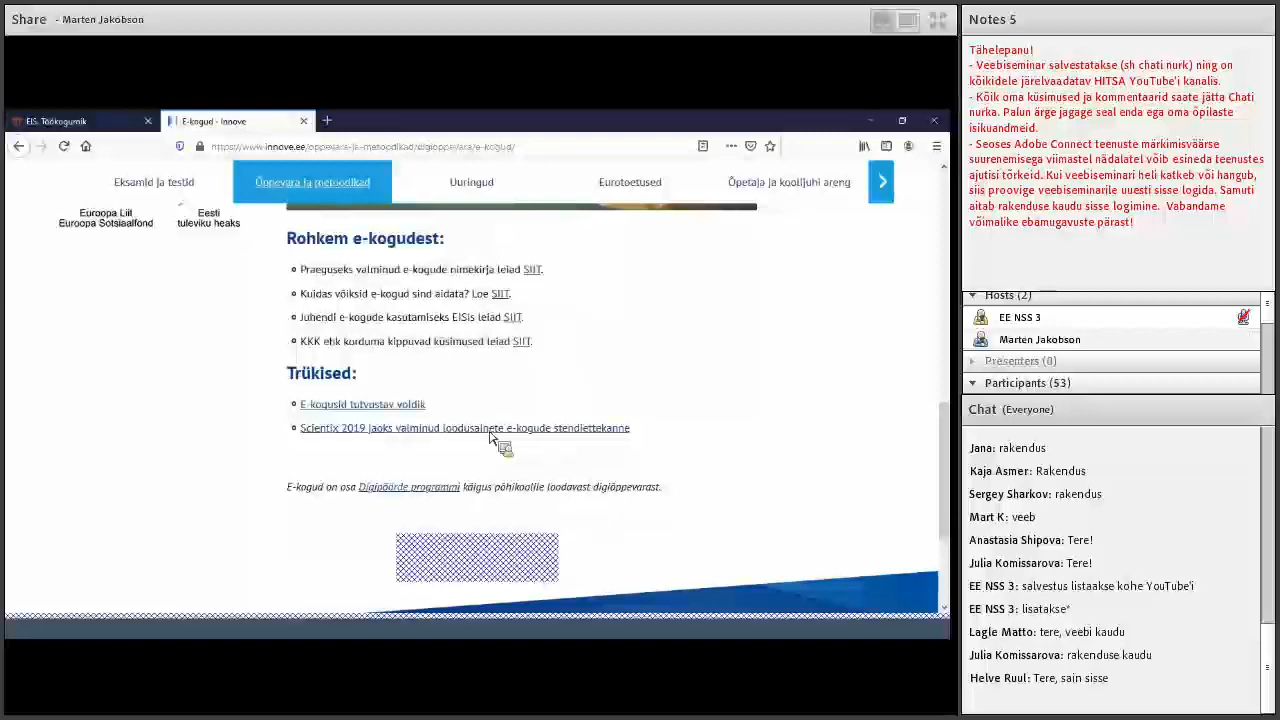 Share - Marten Jakobson
EIS. Töökogumik
E-kogud - Innove
https://www.innove.ee/oppevara-ja-metoodikad/digioppevara/e-kogud/
Eksamid ja testid
Õppevara ja metoodikad
Uuringud
Eurotoetused
Õpetaja ja koolijuhi areng
Euroopa Liit
Euroopa Sotsiaalfond
Eesti
tuleviku heaks
Rohkem e-kogudest:
Praeguseks valminud e-kogude nimekirja leiad SIIT.
Kuidas võiksid e-kogud sind aidata? Loe SIIT.
Juhendi e-kogude kasutamiseks EISis leiad SIIT.
KKK ehk korduma kippuvad küsimused leiad SIIT.
Trükised:
E-kogusid tutvustav voldik
Scientix 2019 jaoks valminud loodusainete e-kogude stendiettekanne
E-kogud on osa Digipöörde programmi käigus põhikoolile loodavast digiõppevarast.
Notes 5
Tähelepanu!
- Veebiseminar salvestatakse (sh chati nurk) ning on
kõikidele järelvaadatav HITSA YouTube'i kanalis.
- Kõik oma küsimused ja kommentaarid saate jätta Chati
nurka. Palun ärge jagage seal enda ega oma õpilaste
isikuandmeid.
- Seoses Adobe Connect teenuste märkimisväärse
suurenemisega viimastel nädalatel võib esineda teenustes
ajutisi tõrkeid. Kui veebiseminari heli katkeb või hangub,
siis proovige veebiseminarile uuesti sisse logida. Samuti
aitab rakenduse kaudu sisse logimine. Vabandame
võimalike ebamugavuste pärast!
Hosts (2)
EE NSS 3
Marten Jakobson
Presenters (0)
Participants (53)
Chat (Everyone)
Jana: rakendus
Kaja Asmer: Rakendus
Sergey Sharkov: rakendus
Mart K: veeb
Anastasia Shipova: Tere!
Julia Komissarova: Tere!
EE NSS 3: salvestus listaakse kohe YouTube'i
EE NSS 3: lisatakse*
Lagle Matto: tere, veebi kaudu
Julia Komissarova: rakenduse kaudu
Helve Ruul: Tere, sain sisse